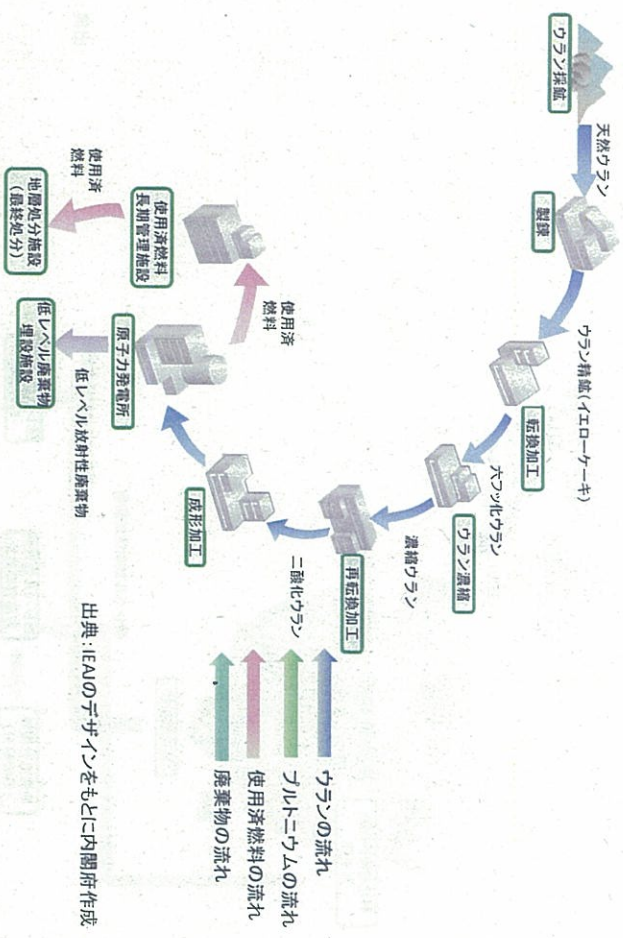 ウラン採鉱
天然ウラン
製錬
ウラン精鉱(イエローケーキ)
転換加工
六フッ化ウラン
ウラン濃縮
濃縮ウラン
再転換加工
二酸化ウラン
成形加工
原子力発電所
低レベル放射性廃棄物
低レベル廃棄物
埋設施設
使用済
燃料
使用済燃料
長期管理施設
使用済
燃料
地層処分施設
(最終処分)
ウランの流れ
プルトニウムの流れ
使用済燃料の流れ
廃棄物の流れ
出典:IEAJのデザインをもとに内閣府作成